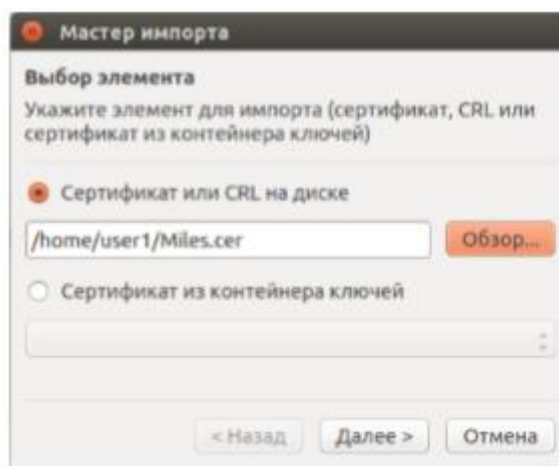 Мастер импорта
Выбор элемента
Укажите элемент для импорта (сертификат, CRL или
сертификат из контейнера ключей)
Сертификат или CRL на диске
/home/user1/Miles.cer
Обзор...
Сертификат из контейнера ключей
< Назад
Далее >
Отмена